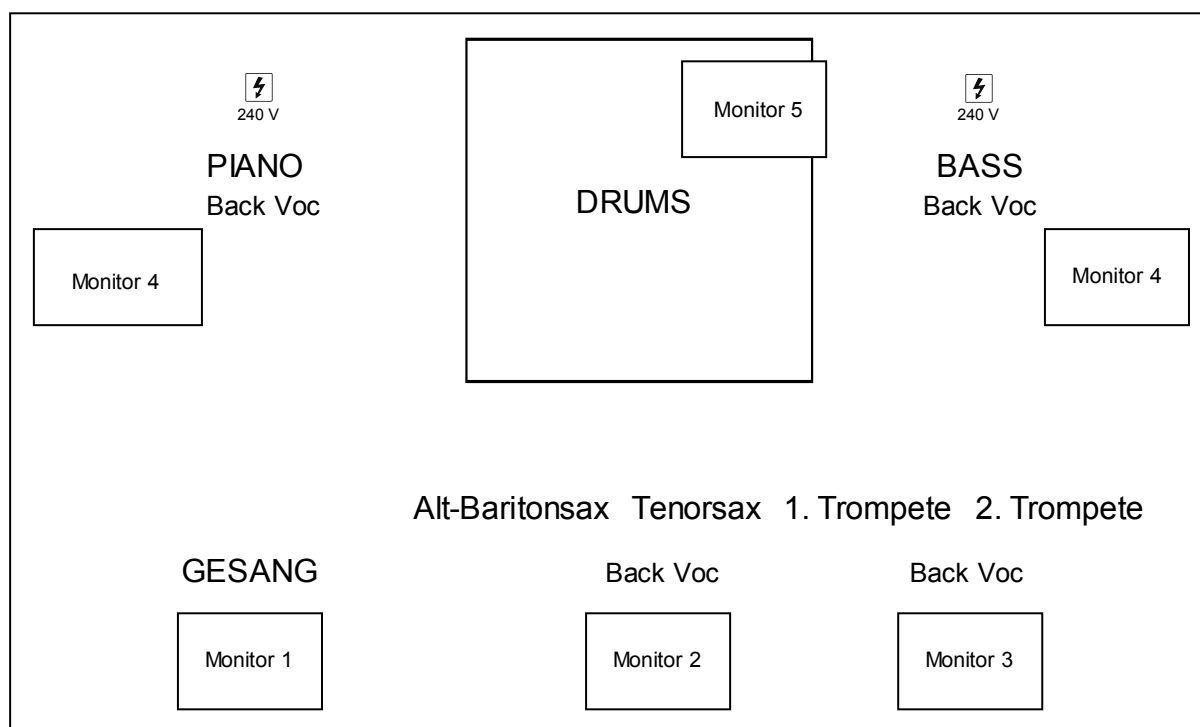 240 V
Monitor 5
240 V
PIANO
BASS
Back Voc
DRUMS
Back Voc
Monitor 4
Monitor 4
Alt-Baritonsax Tenorsax 1. Trompete 2. Trompete
GESANG
Back Voc
Back Voc
Monitor 1
Monitor 2
Monitor 3